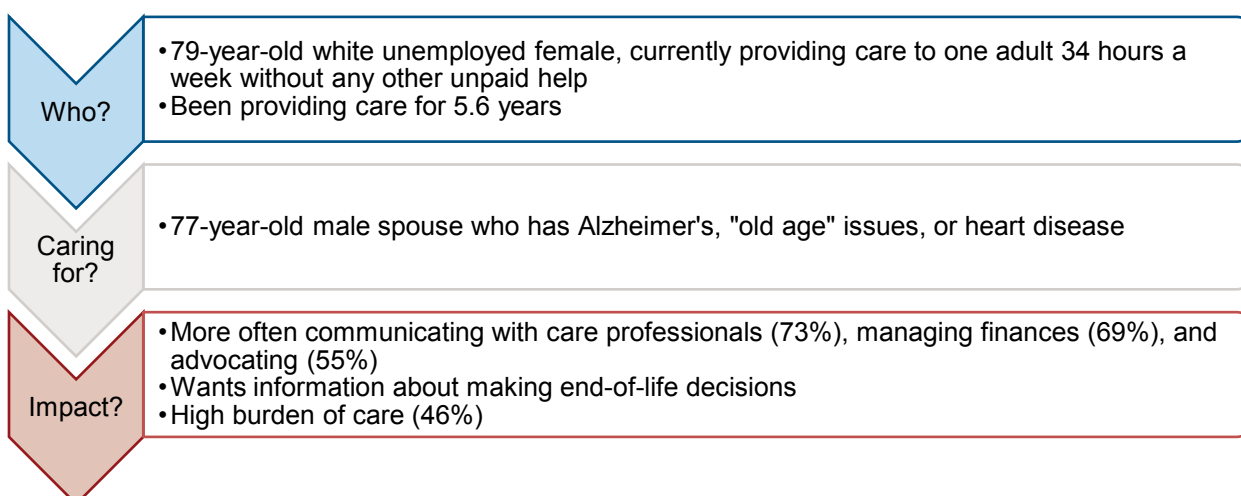 Who?
•79-year-old white unemployed female, currently providing care to one adult 34 hours a
week without any other unpaid help
•Been providing care for 5.6 years
Caring
for?
•77-year-old male spouse who has Alzheimer's, "old age" issues, or heart disease
Impact?
•More often communicating with care professionals (73%), managing finances (69%), and
advocating (55%)
•Wants information about making end-of-life decisions
•High burden of care (46%)